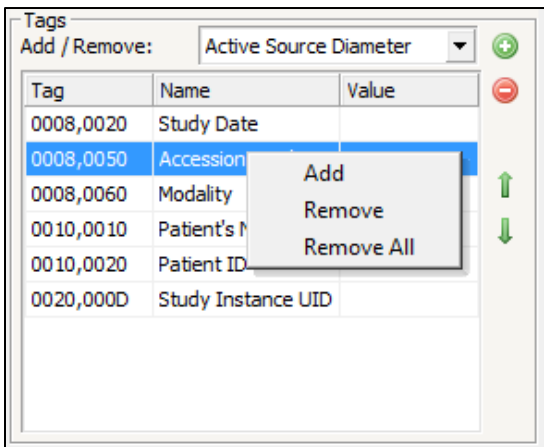 Tags
Add / Remove: Active Source Diameter
Tag Name Value
0008,0020 Study Date
0008,0050 Accession
Add
0008,0060 Modality
Remove
0010,0010 Patient's
Remove All
0010,0020 Patient ID
0020,000D Study Instance UID